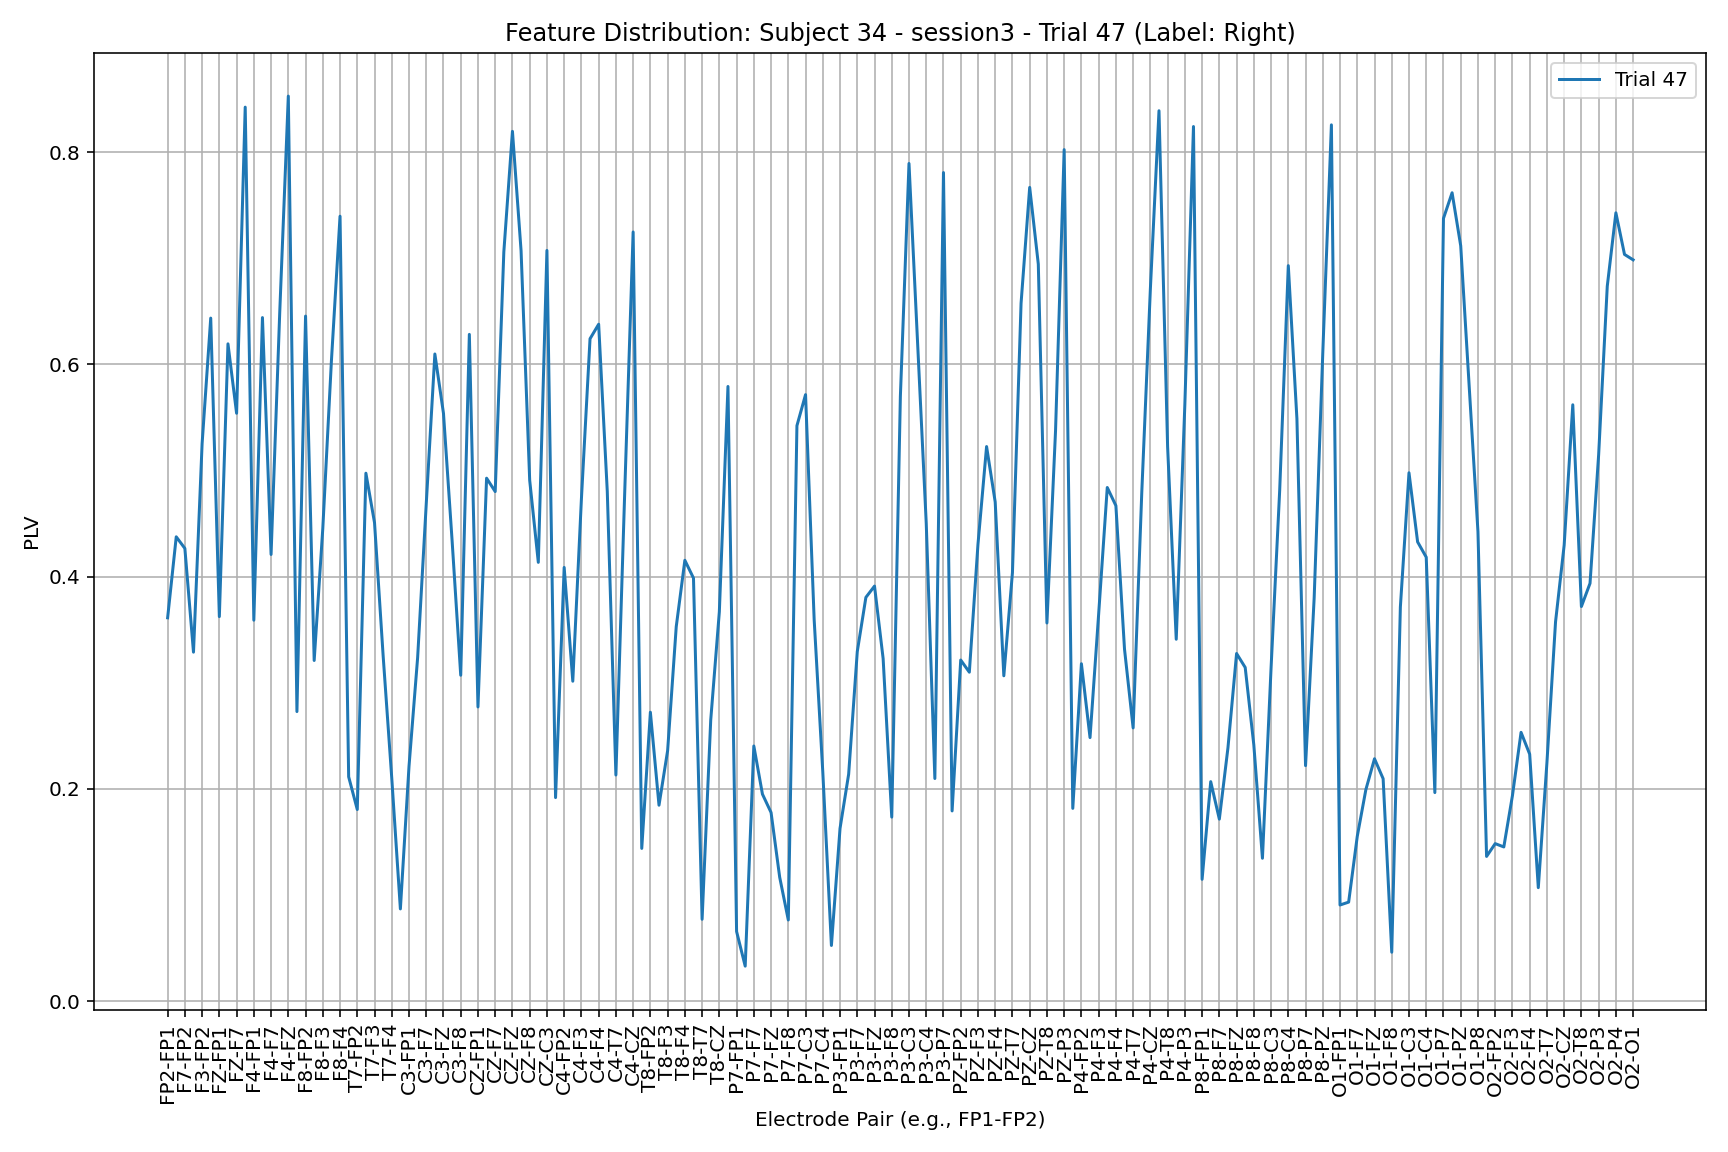 Feature Distribution: Subject 34 - session3 - Trial 47 (Label: Right)
Trial 47
PLV
0.8
0.6
0.4
0.2
0.0
FP2-FP1
F7-FP2
F3-FP2
FZ-FP1
FZ-F7
F4-FP1
F4-F7
F4-FZ
F8-FP2
F8-F3
F8-F4
T7-FP2
T7-F3
T7-F4
C3-FP1
C3-F7
C3-FZ
C3-F8
CZ-FP1
CZ-F7
CZ-FZ
CZ-F8
CZ-C3
C4-FP2
C4-F3
C4-F4
C4-T7
C4-CZ
T8-FP2
T8-F3
T8-F4
T8-T7
T8-CZ
P7-FP1
P7-F7
P7-FZ
P7-F8
P7-C3
P7-C4
P3-FP1
P3-F7
P3-FZ
P3-F8
P3-C3
P3-C4
P3-P7
PZ-FP2
PZ-F3
PZ-F4
PZ-T7
PZ-CZ
PZ-T8
PZ-P3
P4-FP2
P4-F3
P4-F4
P4-T7
P4-CZ
P4-T8
P4-P3
P8-FP1
P8-F7
P8-FZ
P8-F8
P8-C3
P8-C4
P8-P7
P8-PZ
O1-FP1
O1-F7
O1-FZ
O1-F8
O1-C3
O1-C4
O1-P7
O1-PZ
O1-P8
O2-FP2
O2-F3
O2-F4
O2-T7
O2-CZ
O2-T8
O2-P3
O2-P4
O2-O1
Electrode Pair (e.g., FP1-FP2)